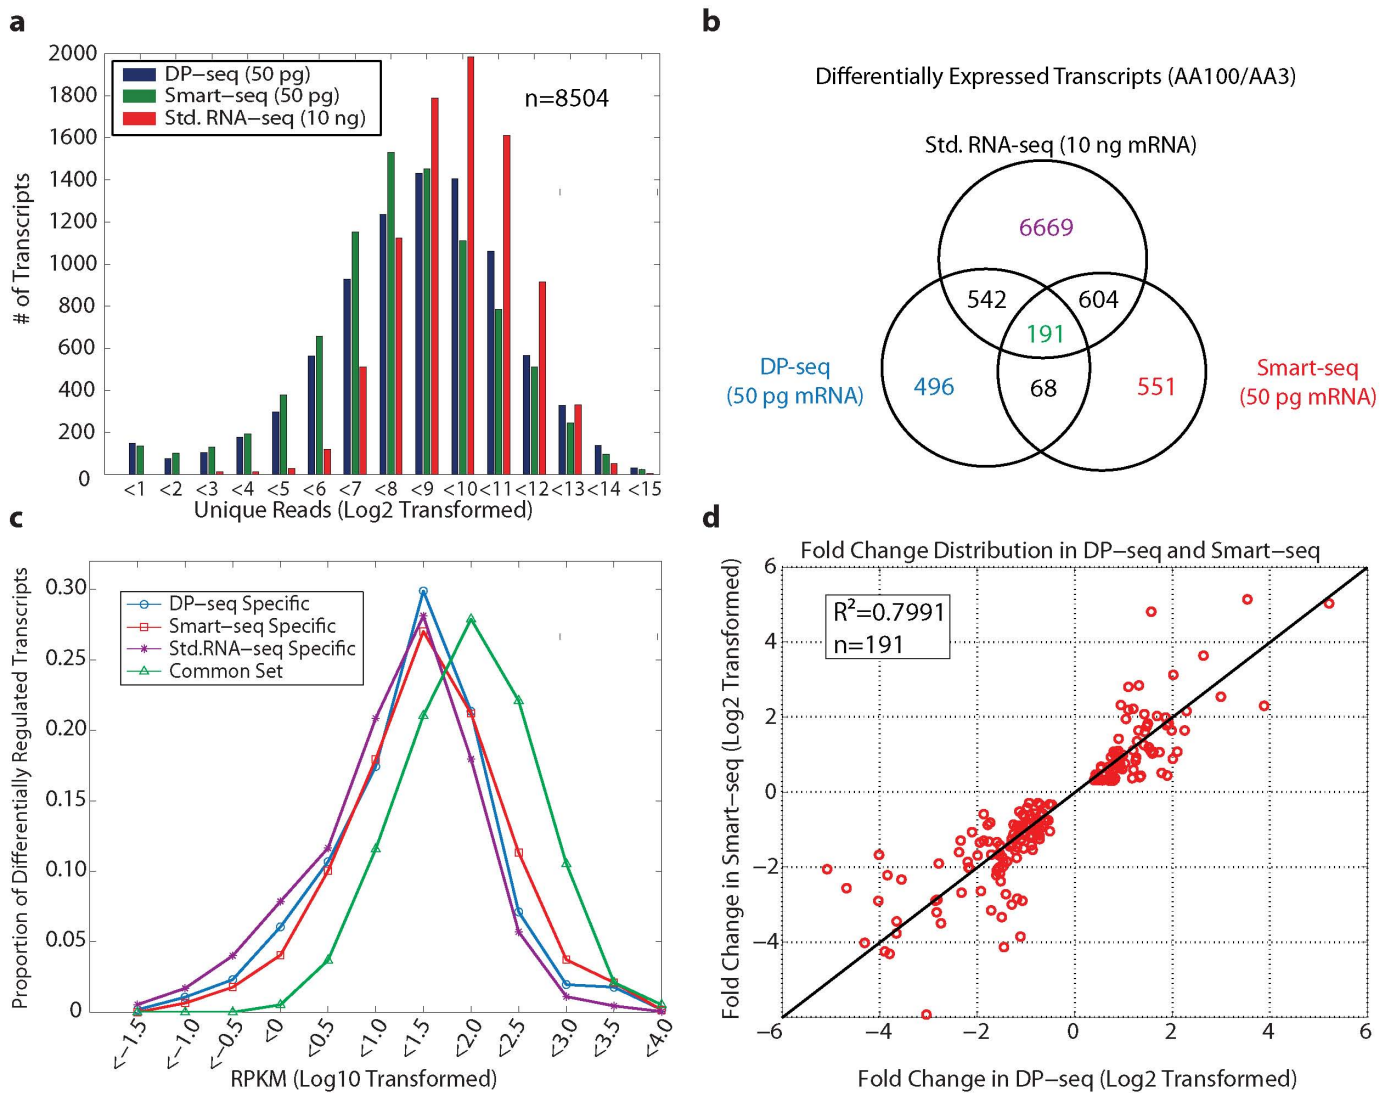 a
2000
1800
1600
1400
1200
1000
800
600
400
200
0
# of Transcripts
DP−seq (50 pg)
Smart−seq (50 pg)
Std. RNA−seq (10 ng)
n=8504
<1 <2 <3 <4 <5 <6 <7 <8 <9 <10 <11 <12 <13 <14 <15
Unique Reads (Log2 Transformed)
b
Differentially Expressed Transcripts (AA100/AA3)
Std. RNA-seq (10 ng mRNA)
6669
542
604
191
DP-seq
(50 pg mRNA)
496
68
551
Smart-seq
(50 pg mRNA)
c
0.30
0.25
0.20
0.15
0.10
0.05
0
Proportion of Differentially Regulated Transcripts
DP−seq Specific
Smart−seq Specific
Std.RNA−seq Specific
Common Set
<−1.5 <−1.0 <−0.5 <0 <0.5 <1.0 <1.5 <2.0 <2.5 <3.0 <3.5 <4.0
RPKM (Log10 Transformed)
d
Fold Change Distribution in DP−seq and Smart−seq
6
4
2
0
−2
−4
Fold Change in Smart−seq (Log2 Transformed)
R²=0.7991
n=191
−6 −4 −2 0 2 4 6
Fold Change in DP−seq (Log2 Transformed)